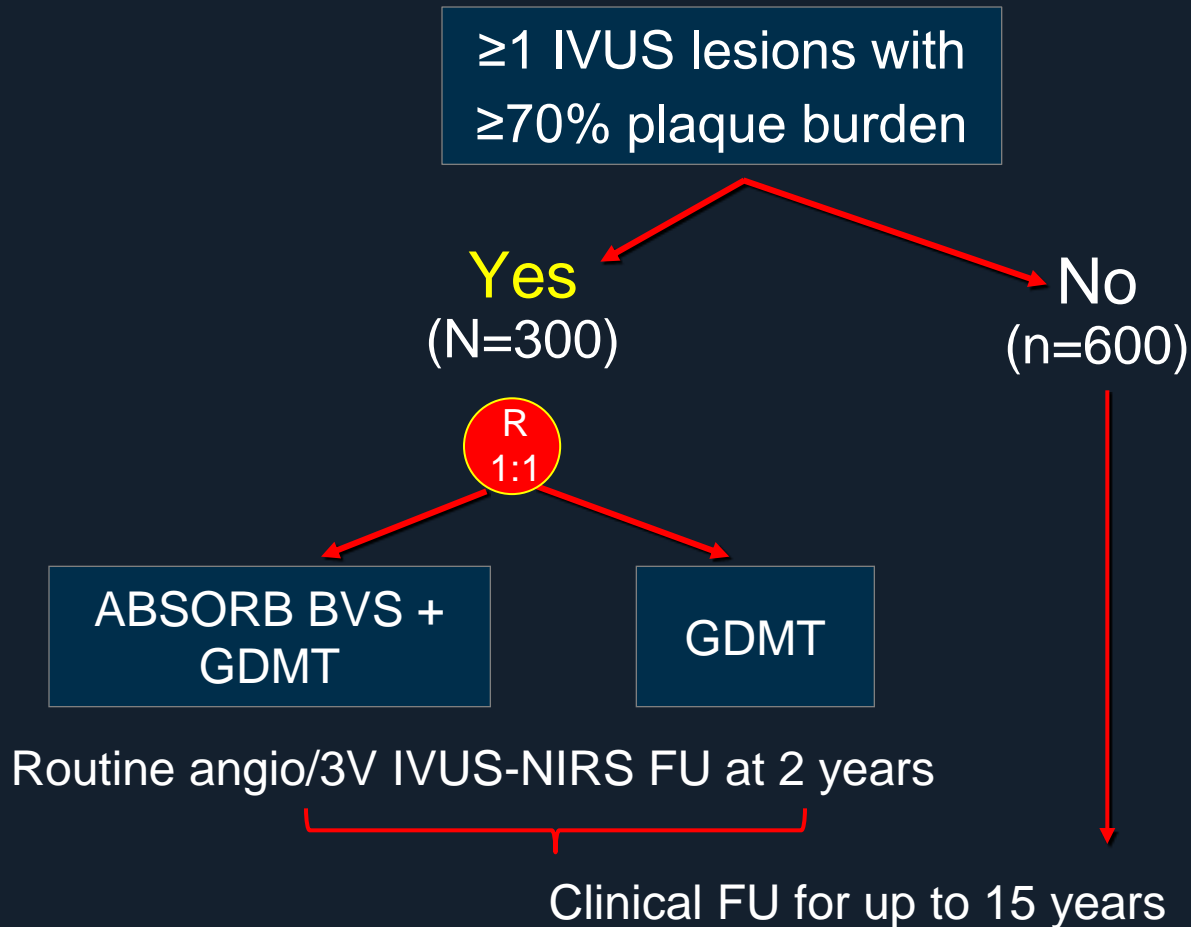 ≥1 IVUS lesions with
≥70% plaque burden
Yes
(N=300)
No
(n=600)
R
1:1
ABSORB BVS +
GDMT
GDMT
Routine angio/3V IVUS-NIRS FU at 2 years
Clinical FU for up to 15 years